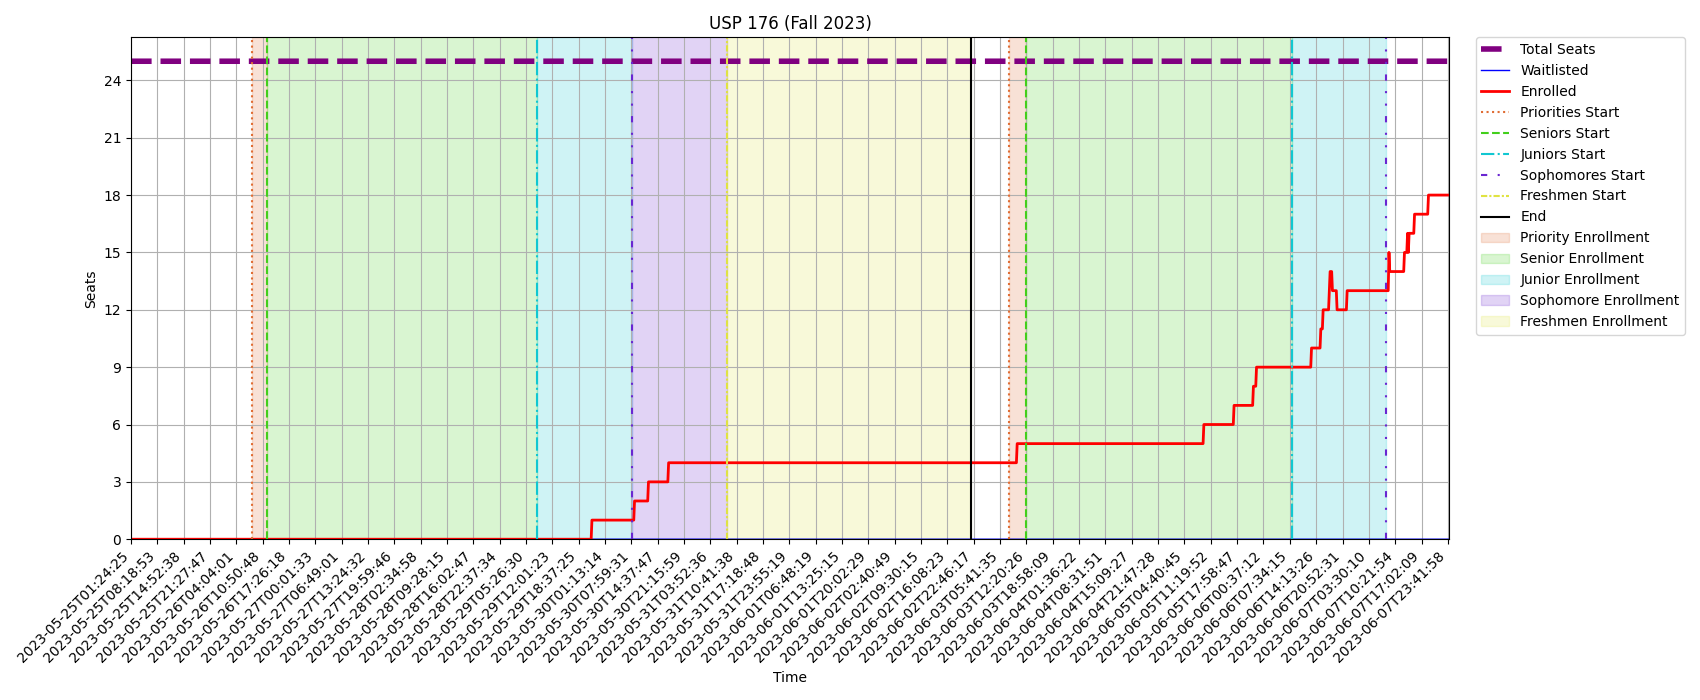 USP 176 (Fall 2023)
Seats
24
21
18
15
12
9
6
3
0
2023-05-25T01:24:25
2023-05-25T08:18:53
2023-05-25T14:52:38
2023-05-25T21:27:47
2023-05-26T04:04:01
2023-05-26T10:50:48
2023-05-26T17:26:18
2023-05-27T00:01:33
2023-05-27T06:49:01
2023-05-27T13:24:32
2023-05-27T19:59:46
2023-05-28T02:34:58
2023-05-28T09:28:15
2023-05-28T16:02:47
2023-05-28T22:37:34
2023-05-29T05:26:30
2023-05-29T12:01:23
2023-05-29T18:37:25
2023-05-30T01:13:14
2023-05-30T07:59:31
2023-05-30T14:37:47
2023-05-30T21:15:59
2023-05-31T03:52:36
2023-05-31T10:41:38
2023-05-31T17:18:48
2023-05-31T23:55:19
2023-06-01T06:48:19
2023-06-01T13:25:15
2023-06-01T20:02:29
2023-06-02T02:40:49
2023-06-02T09:30:15
2023-06-02T16:08:23
2023-06-02T22:46:17
2023-06-03T05:41:35
2023-06-03T12:20:26
2023-06-03T18:58:09
2023-06-04T01:36:22
2023-06-04T08:31:51
2023-06-04T15:09:27
2023-06-04T21:47:28
2023-06-05T04:40:45
2023-06-05T11:19:52
2023-06-05T17:58:47
2023-06-06T00:37:12
2023-06-06T07:34:15
2023-06-06T14:13:26
2023-06-06T20:52:31
2023-06-07T03:30:10
2023-06-07T10:21:54
2023-06-07T17:02:09
2023-06-07T23:41:58
Time
Total Seats
Waitlisted
Enrolled
Priorities Start
Seniors Start
Juniors Start
Sophomores Start
Freshmen Start
End
Priority Enrollment
Senior Enrollment
Junior Enrollment
Sophomore Enrollment
Freshmen Enrollment